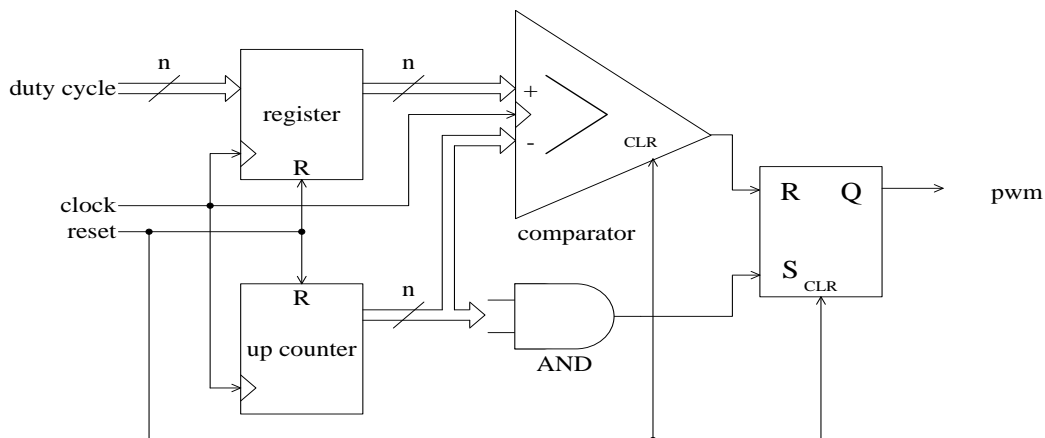 n
n
duty cycle
+
register
-
CLR
R
R
Q
clock
pwm
reset
comparator
S
CLR
R
n
up counter
AND